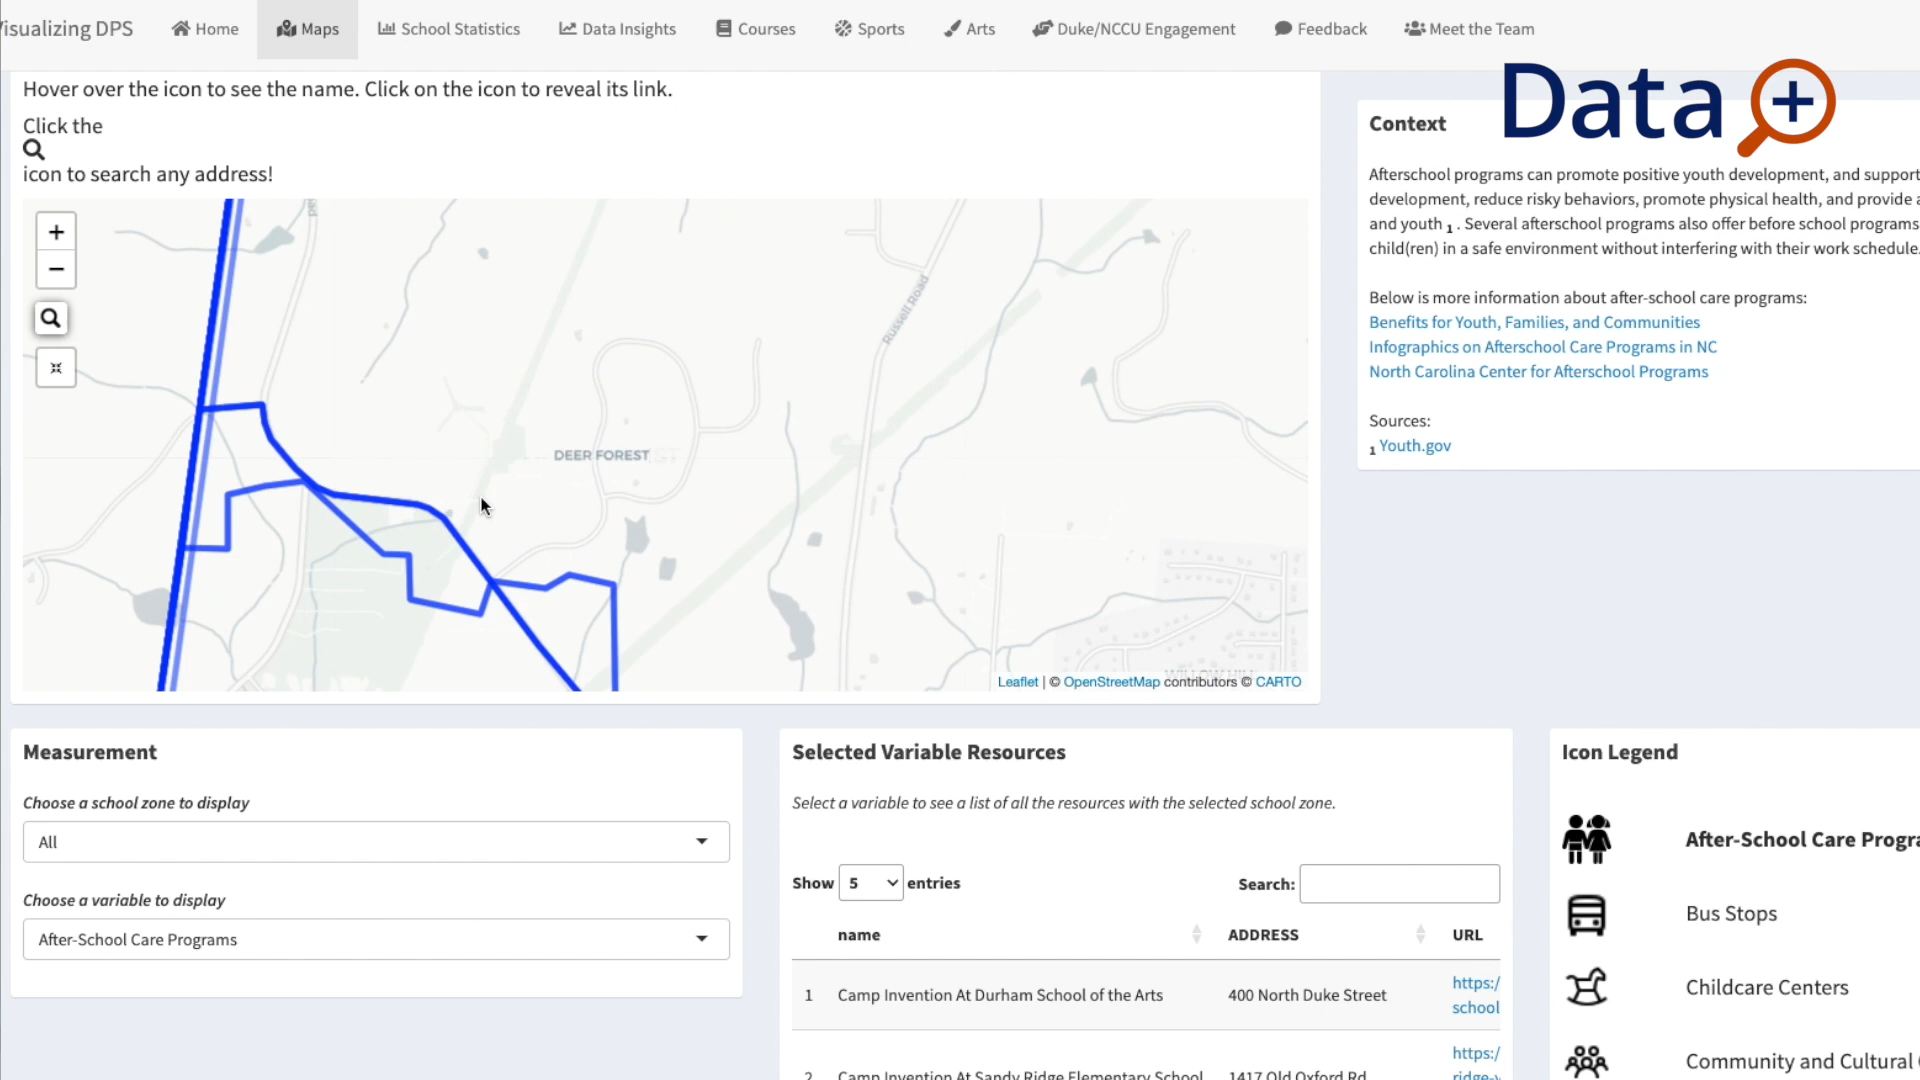 Visualizing DPS
Home
Maps
School Statistics
Data Insights
Courses
Sports
Arts
Duke/NCCU Engagement
Feedback
Meet the Team
Data
Hover over the icon to see the name. Click on the icon to reveal its link.
Click the
icon to search any address!
+
−
Russell Road
DEER FOREST
Leaflet | © OpenStreetMap contributors © CARTO
Context
Afterschool programs can promote positive youth development, and support
development, reduce risky behaviors, promote physical health, and provide a
and youth 1 . Several afterschool programs also offer before school programs
child(ren) in a safe environment without interfering with their work schedule.
Below is more information about after-school care programs:
Benefits for Youth, Families, and Communities
Infographics on Afterschool Care Programs in NC
North Carolina Center for Afterschool Programs
Sources:
1 Youth.gov
Measurement
Choose a school zone to display
All
Choose a variable to display
After-School Care Programs
Selected Variable Resources
Select a variable to see a list of all the resources with the selected school zone.
Show 5 entries
Search:
name ADDRESS URL
1 Camp Invention At Durham School of the Arts 400 North Duke Street https:/
school
https:/
2 Camp Invention At Sandy Ridge Elementary School 1417 Old Oxford Rd ridge-
Icon Legend
After-School Care Progra
Bus Stops
Childcare Centers
Community and Cultural